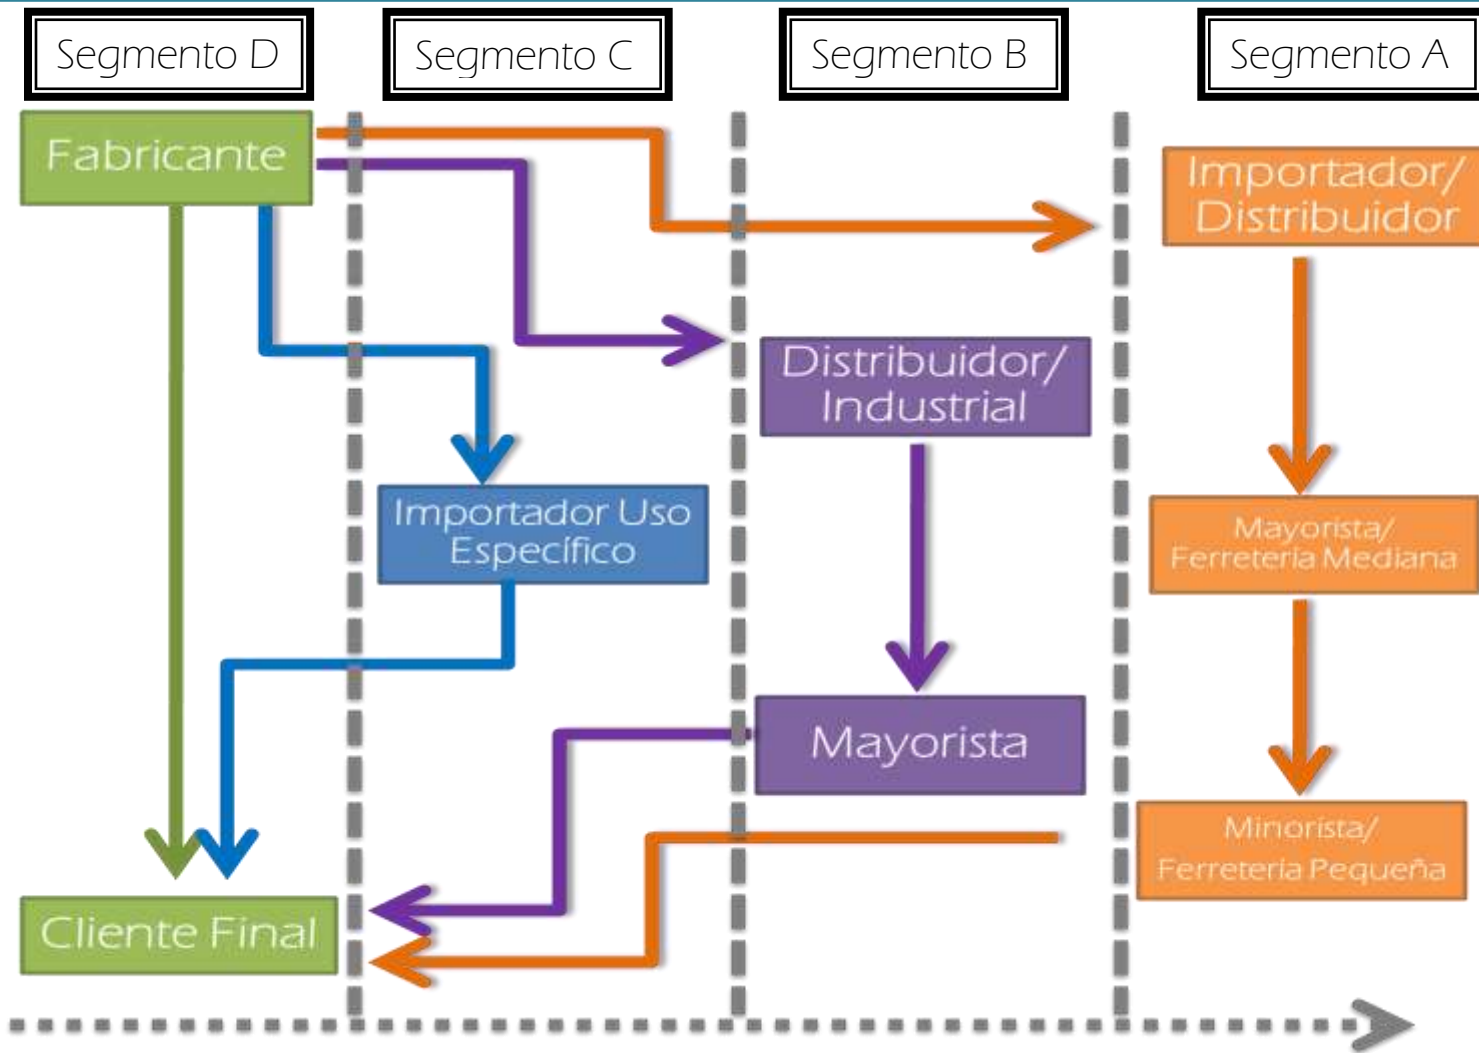 Segmento D
Segmento C
Segmento B
Segmento A
Fabricante
Importador/
Distribuidor
Distribuidor/
Industrial
Importador Uso
Específico
Mayorista/
Ferretería Mediana
Mayorista
Minorista/
Ferretería Pequeña
Cliente Final